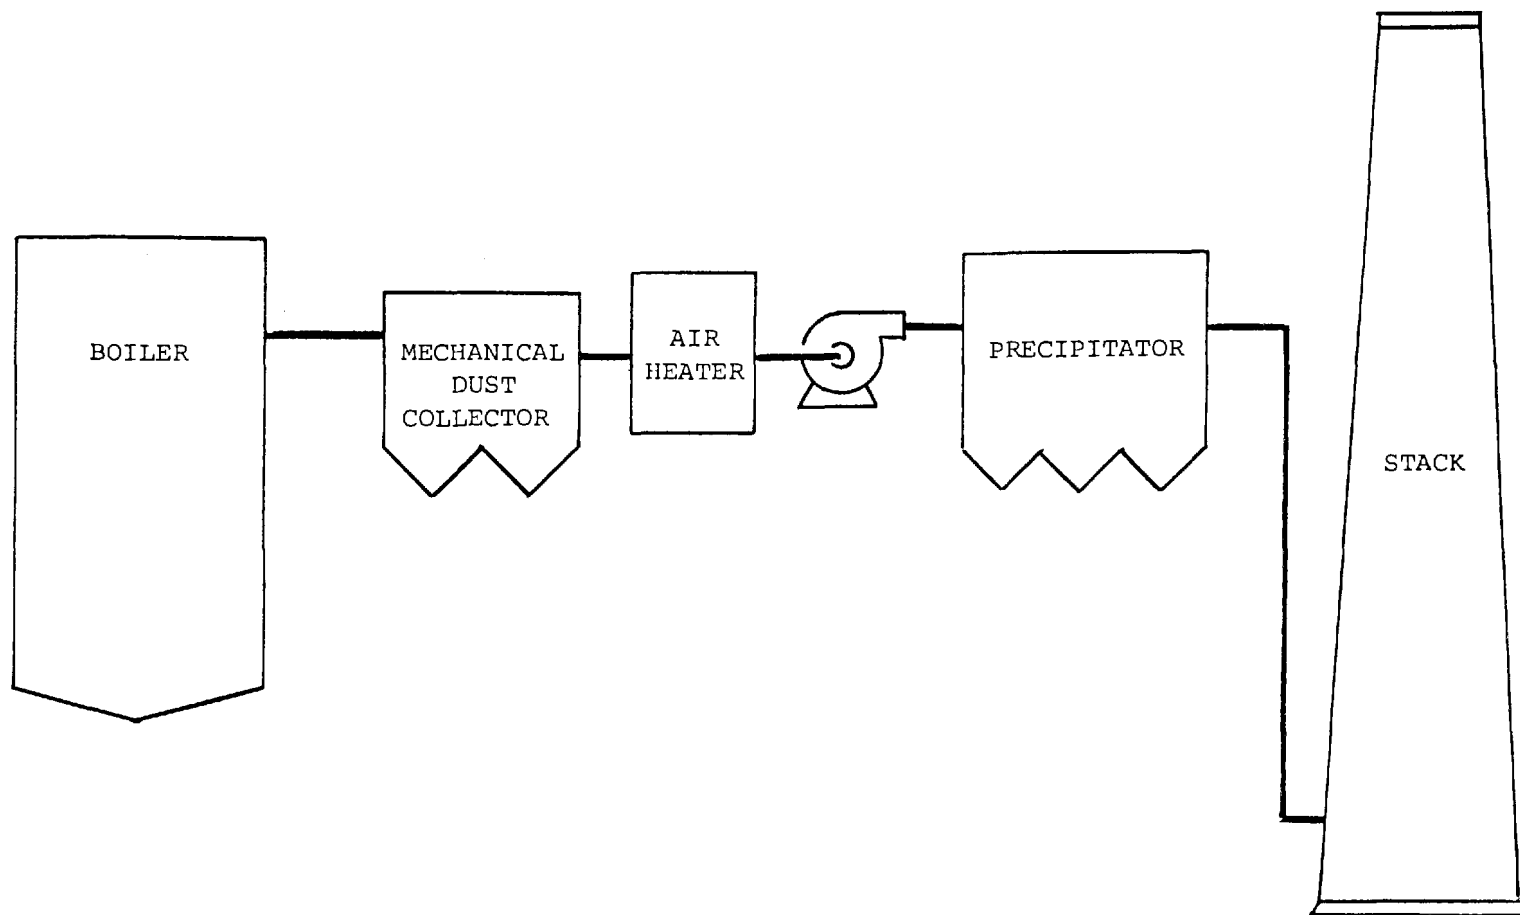 BOILER
MECHANICAL
DUST
COLLECTOR
AIR
HEATER
PRECIPITATOR
STACK